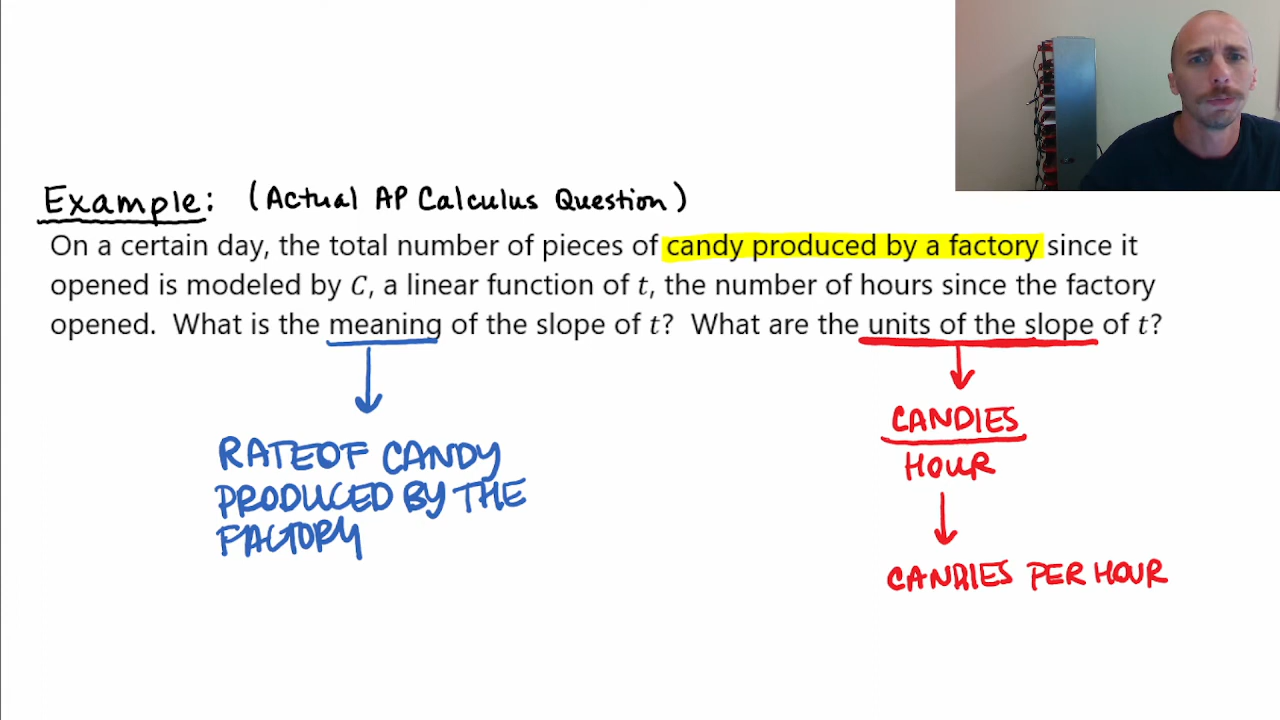 Example: (Actual AP Calculus Question)
On a certain day, the total number of pieces of candy produced by a factory since it
opened is modeled by C, a linear function of t, the number of hours since the factory
opened. What is the meaning of the slope of t? What are the units of the slope of t?
CANDIES
HOUR
RATE OF CANDY
PRODUCED BY THE
FACTORY
CANDIES PER HOUR